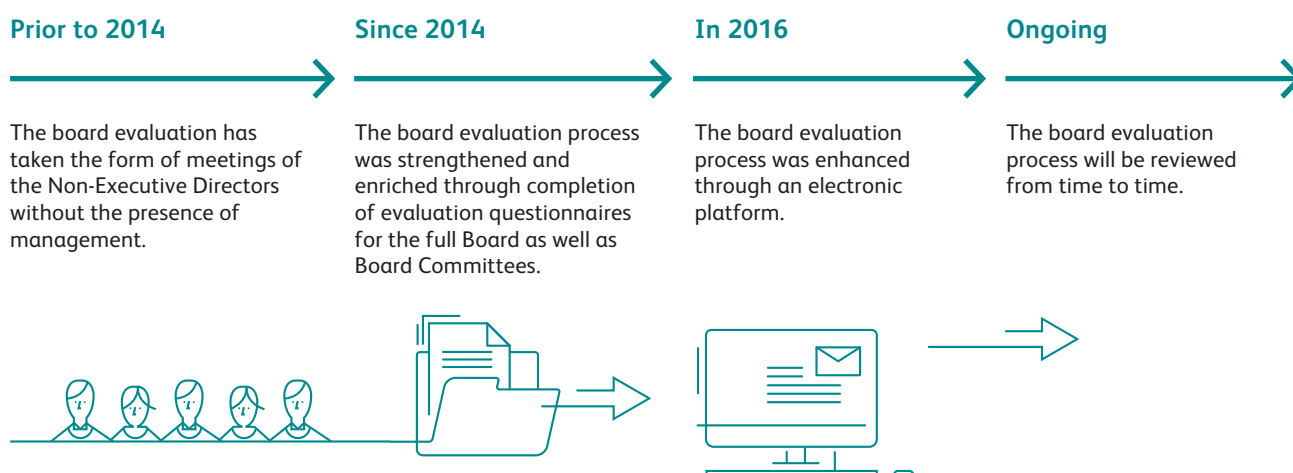 Prior to 2014
The board evaluation has
taken the form of meetings of
the Non-Executive Directors
without the presence of
management.
Since 2014
The board evaluation process
was strengthened and
enriched through completion
of evaluation questionnaires
for the full Board as well as
Board Committees.
In 2016
The board evaluation
process was enhanced
through an electronic
platform.
Ongoing
The board evaluation
process will be reviewed
from time to time.